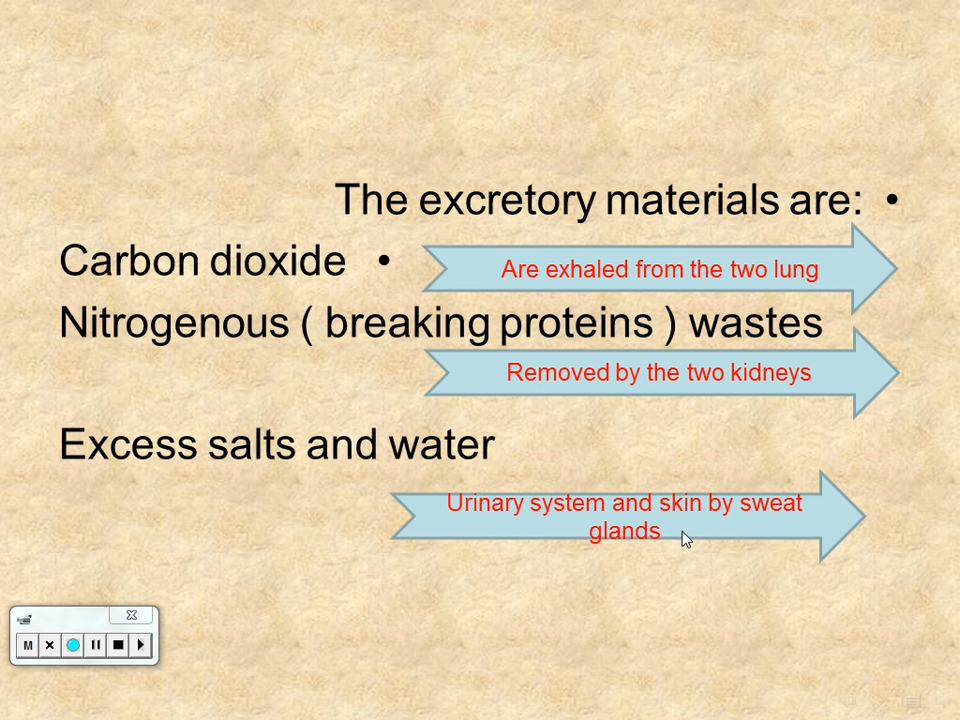 The excretory materials are: •
Carbon dioxide •
Are exhaled from the two lung
Nitrogenous ( breaking proteins ) wastes
Removed by the two kidneys
Excess salts and water
Urinary system and skin by sweat
glands
M